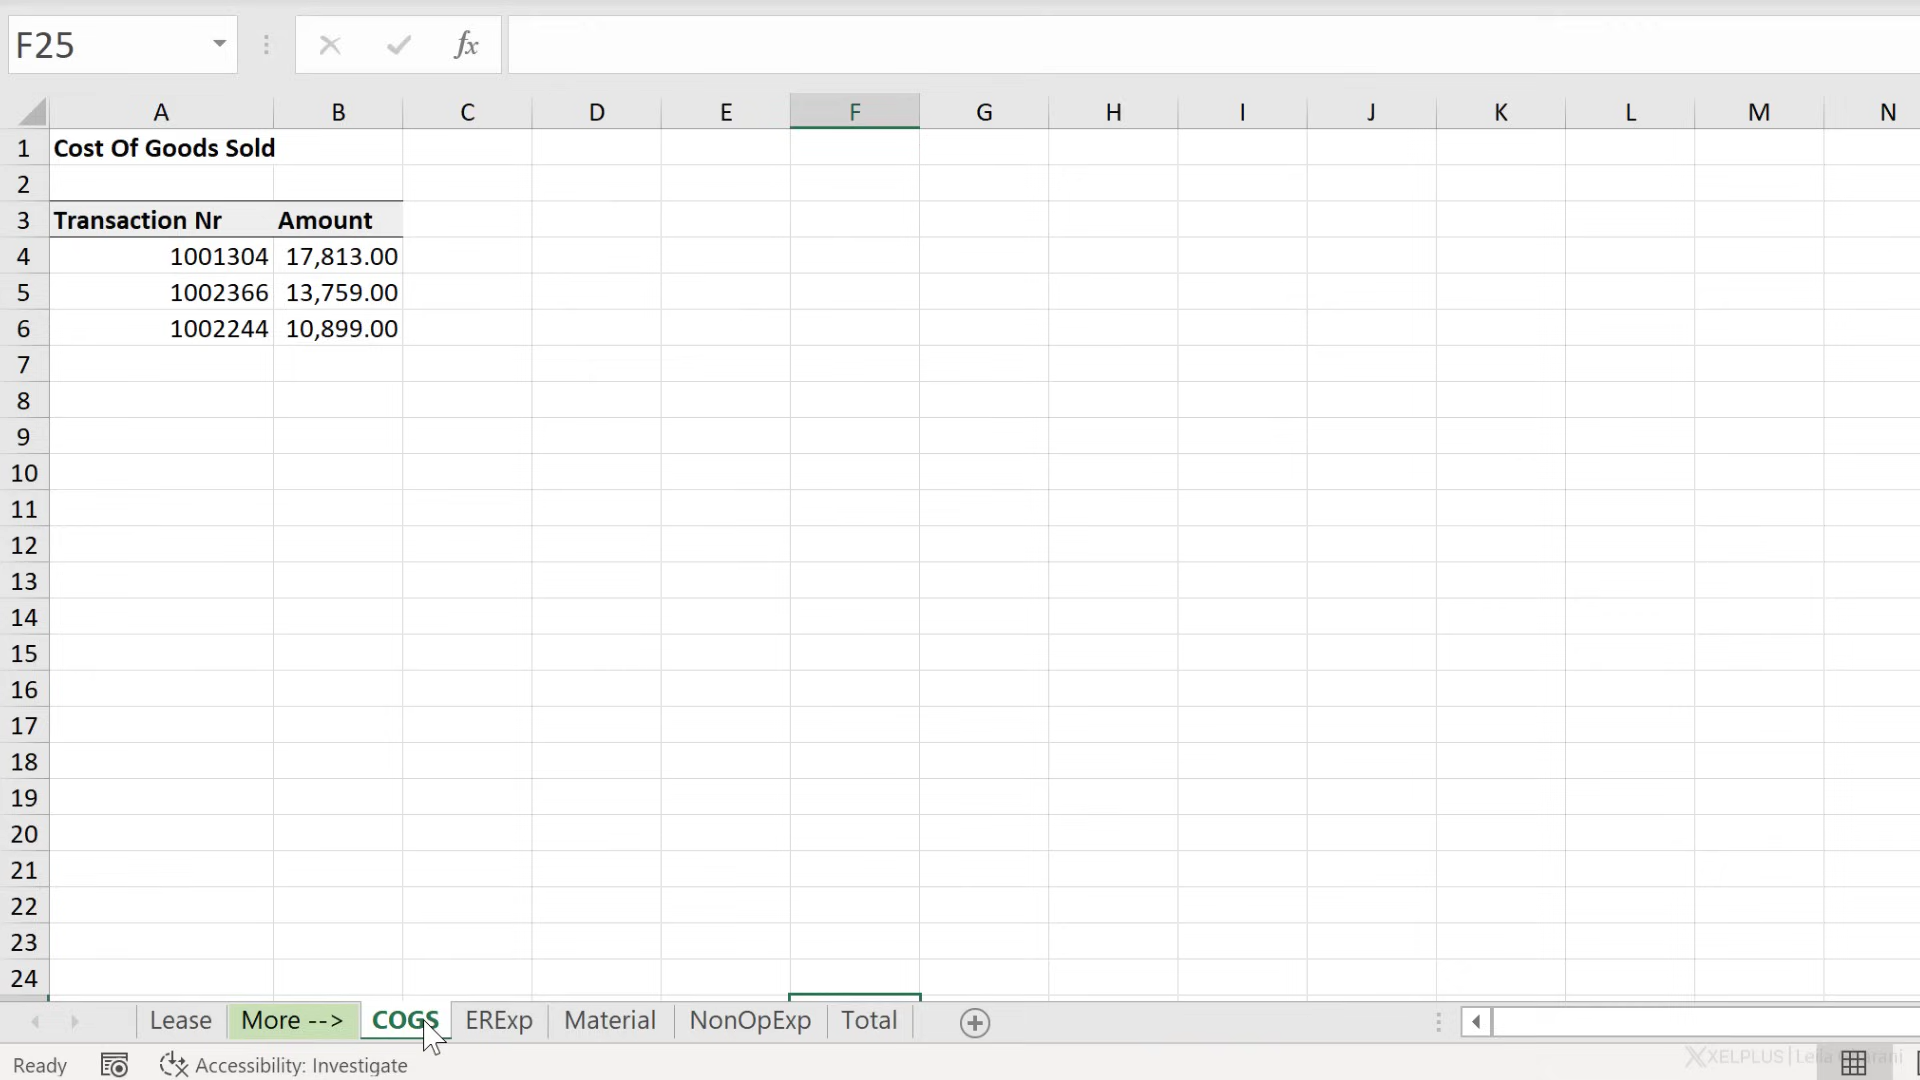 F25 fx
A B C D E F G H I J K L M N
1 Cost Of Goods Sold
2
3 Transaction Nr Amount
4 1001304 17,813.00
5 1002366 13,759.00
6 1002244 10,899.00
7
8
9
10
11
12
13
14
15
16
17
18
19
20
21
22
23
24
Lease More --> COGS ERExp Material NonOpExp Total
Ready Accessibility: Investigate
XELPLUS